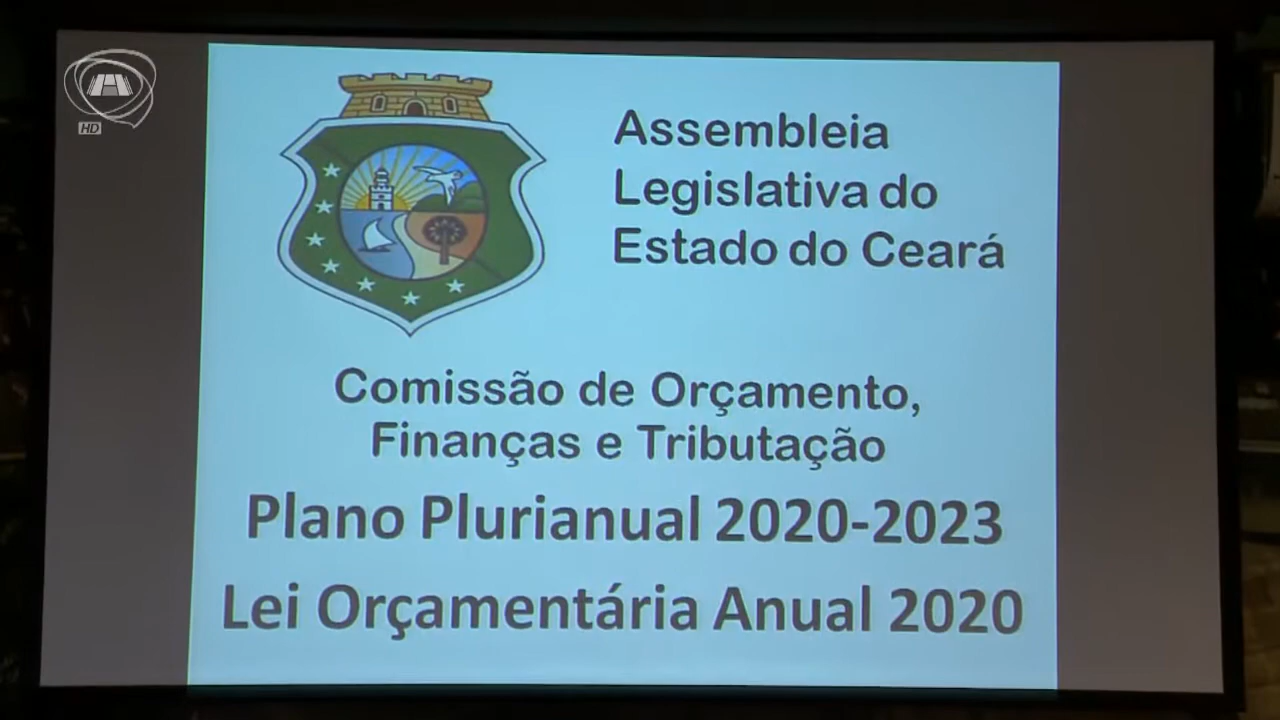 HD
Assembleia
Legislativa do
Estado do Ceará
Comissão de Orçamento,
Finanças e Tributação
Plano Plurianual 2020-2023
Lei Orçamentária Anual 2020